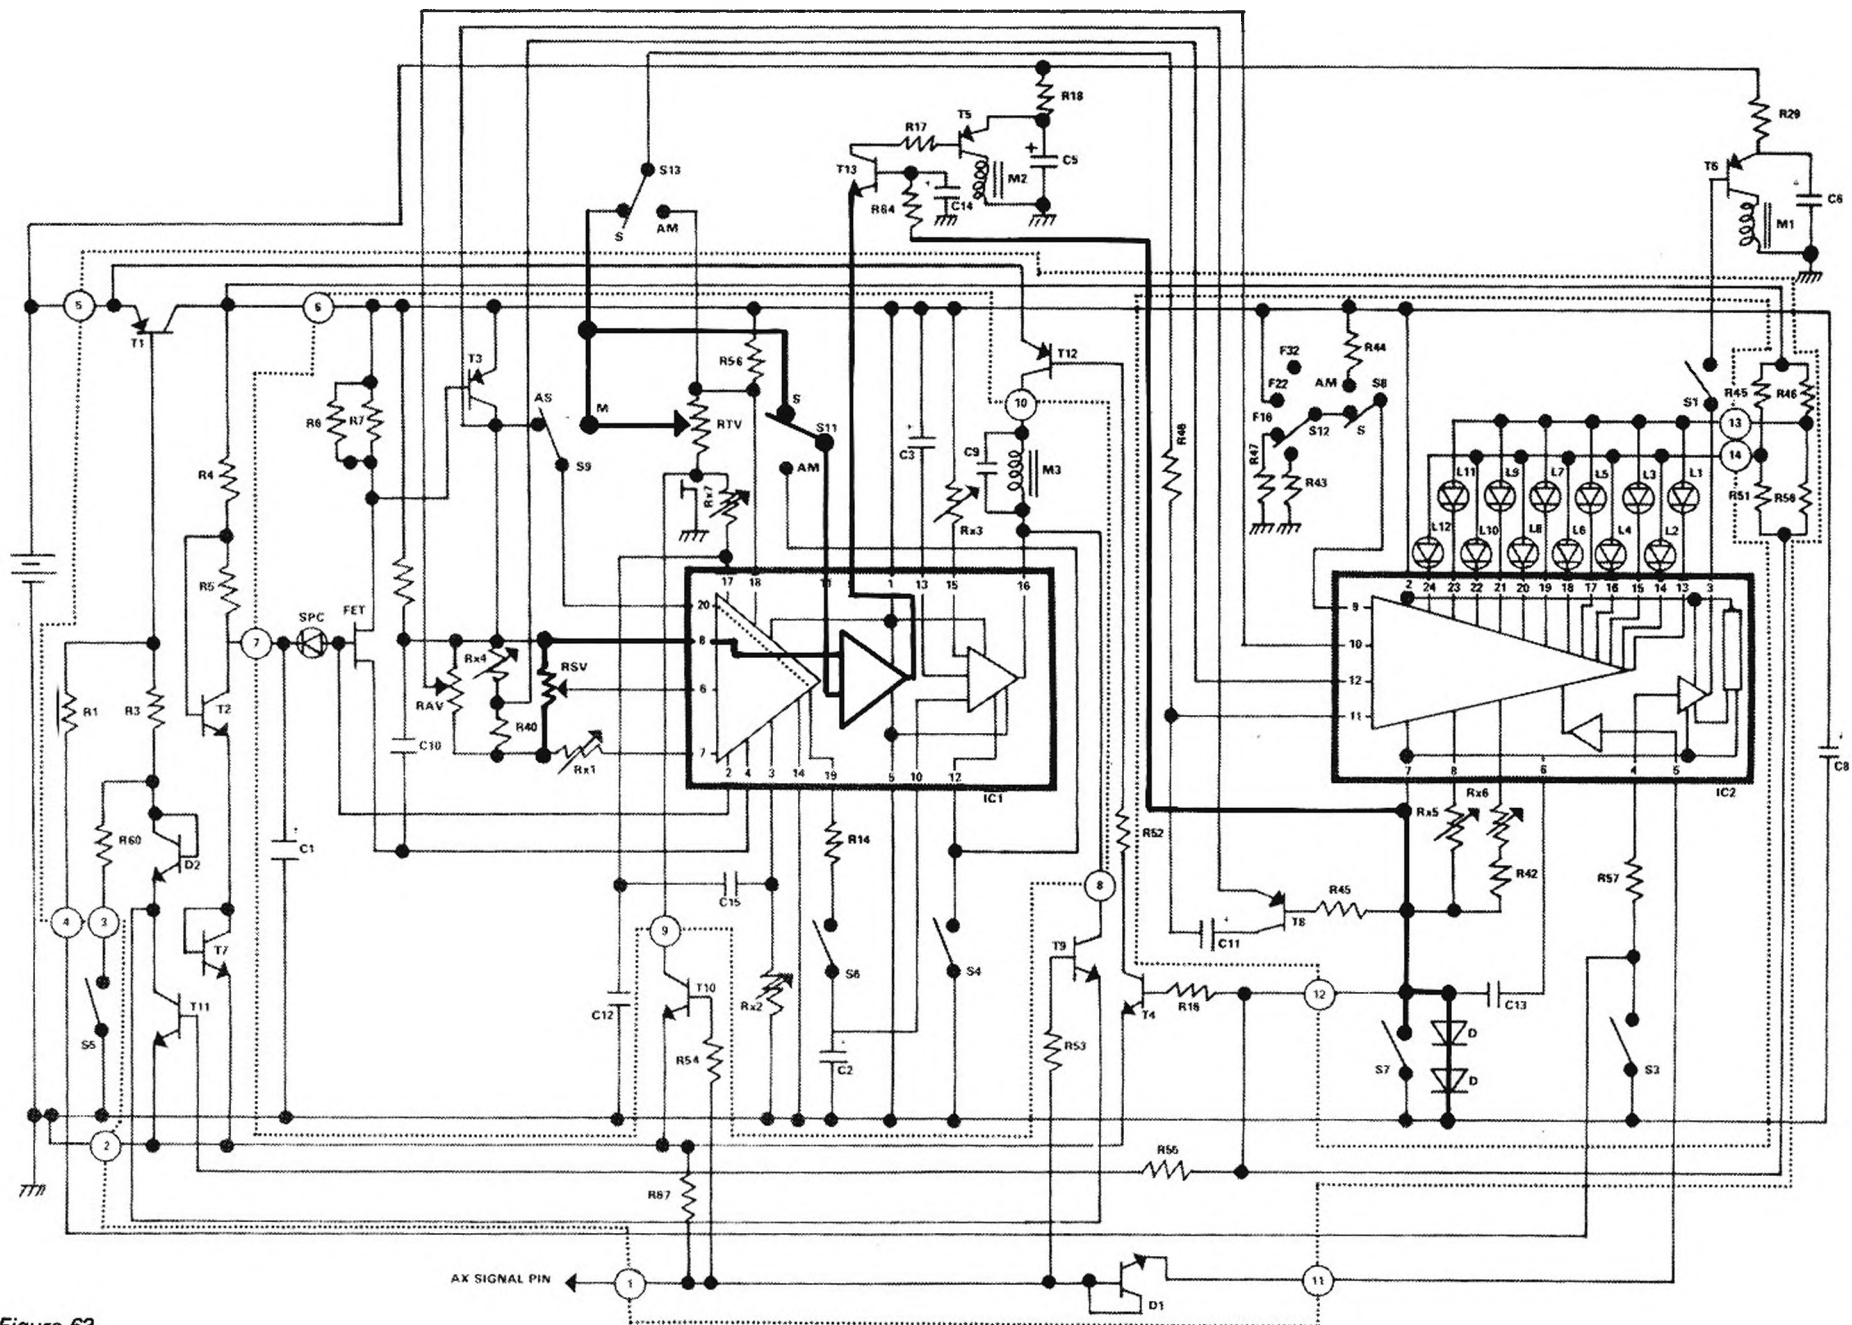 R18
R29
T5
R17
T13
+
C5
M2
R64
C14
T6
C6
M1
S13
S
AM
5
6
T1
T3
R56
AS
M
S
S11
RTV
AM
T12
10
F32
F22
F16
AM
R44
S8
S12
S
S1
R45
R46
13
14
R6
R7
R4
S9
Rx7
C3
C9
M3
Rx3
R48
R47
R43
L11
L9
L7
L5
L3
L1
R51
R58
L12
L10
L8
L6
L4
L2
R5
17
18
11
1
13
15
16
2
24
23
22
21
20
19
18
17
16
15
14
13
3
20
9
7
SPC
FET
8
10
Rx4
RSV
6
12
R1
R3
T2
RAV
R40
11
C10
Rx1
7
2
4
3
14
19
5
10
12
IC1
7
8
6
4
5
IC2
C8
Rx5
Rx6
R60
D2
C1
R14
R52
R42
R57
C15
8
R45
T8
4
3
9
C11
T7
T9
S6
S4
T10
Rx2
T11
C12
T4
R16
12
C13
S5
R54
C2
R53
S7
D
D
S3
2
R55
R67
AX SIGNAL PIN
1
11
D1
Figure 62